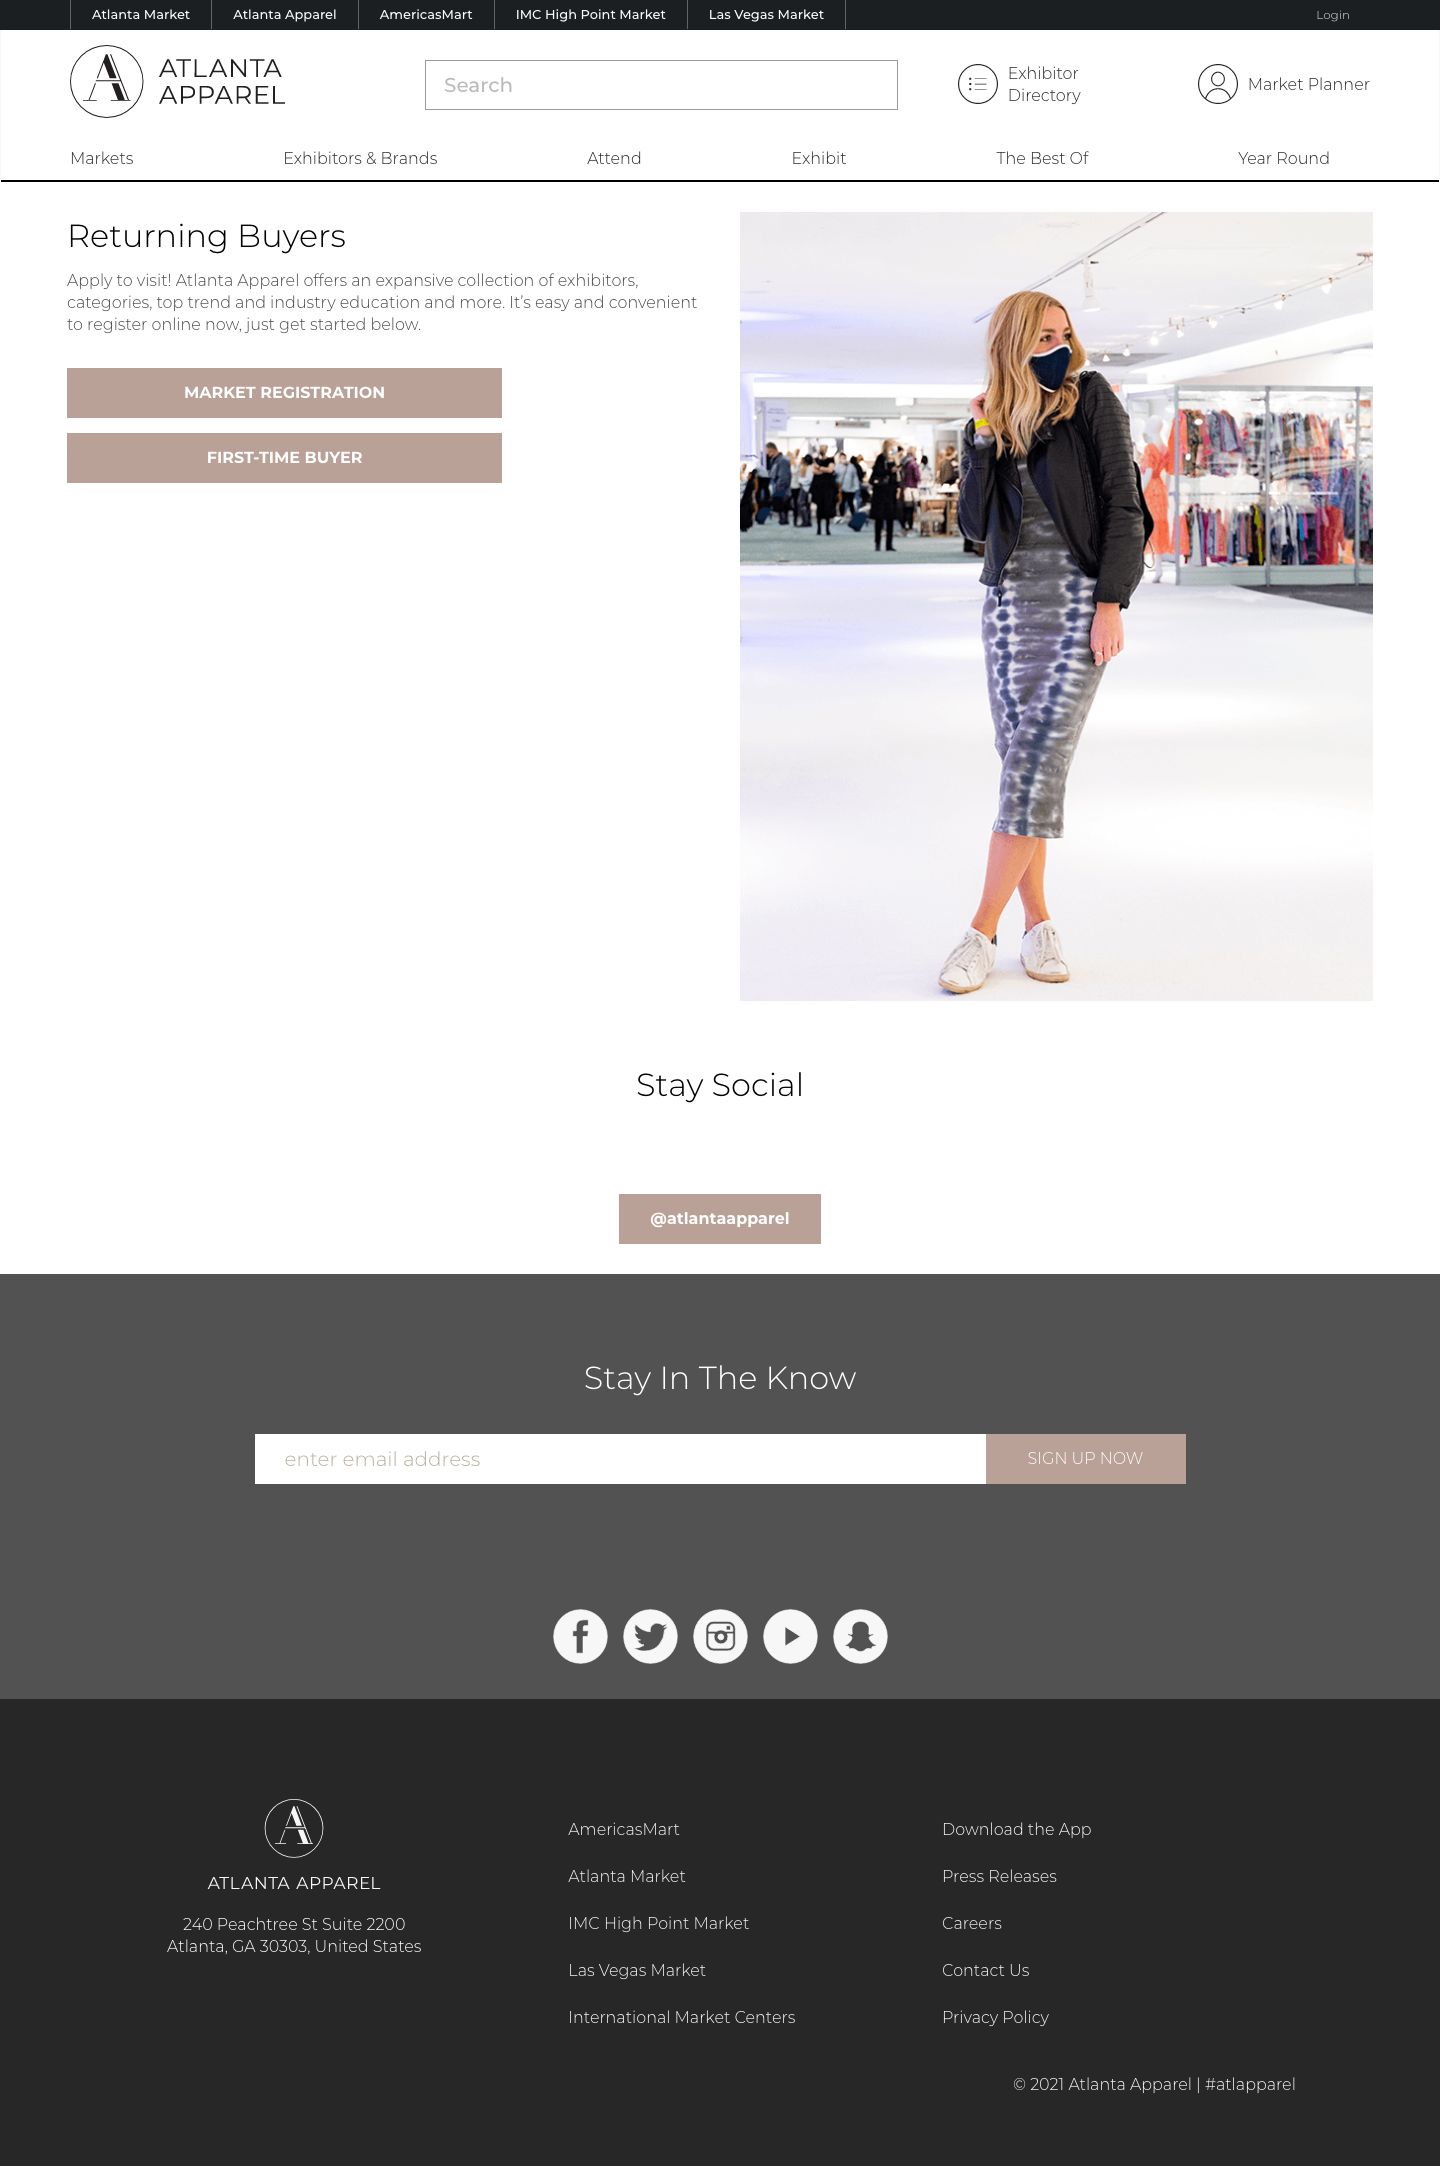 Atlanta Market
Atlanta Apparel
AmericasMart
IMC High Point Market
Las Vegas Market
Login
ATLANTA
APPAREL
Search
Exhibitor
Directory
Market Planner
Markets
Exhibitors & Brands
Attend
Exhibit
The Best Of
Year Round
Returning Buyers
Apply to visit! Atlanta Apparel offers an expansive collection of exhibitors,
categories, top trend and industry education and more. It’s easy and convenient
to register online now, just get started below.
MARKET REGISTRATION
FIRST-TIME BUYER
Stay Social
@atlantaapparel
Stay In The Know
enter email address
SIGN UP NOW
ATLANTA APPAREL
240 Peachtree St Suite 2200
Atlanta, GA 30303, United States
AmericasMart
Atlanta Market
IMC High Point Market
Las Vegas Market
International Market Centers
Download the App
Press Releases
Careers
Contact Us
Privacy Policy
© 2021 Atlanta Apparel | #atlapparel